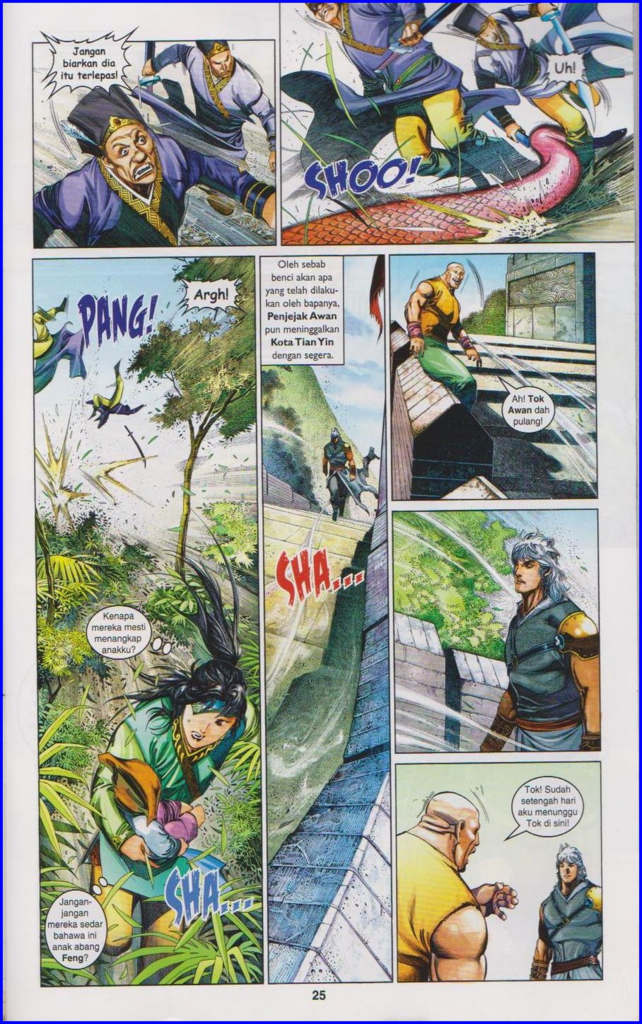 Jangan
biarkan dia
itu terlepas!
Uh!
SHOO!
PANG!
Argh!
Kenapa
mereka mesti
menangkap
anakku?
SHA...
Jangan-
jangan
mereka sedar
bahawa ini
anak abang
Feng?
Oleh sebab
benci akan apa
yang telah dilaku-
kan oleh bapanya,
Penjejak Awan
pun meninggalkan
Kota Tian Yin
dengan segera.
SHA...
Ah! Tok
Awan dah
pulang!
Tok! Sudah
setengah hari
aku menunggu
Tok di sini!
25